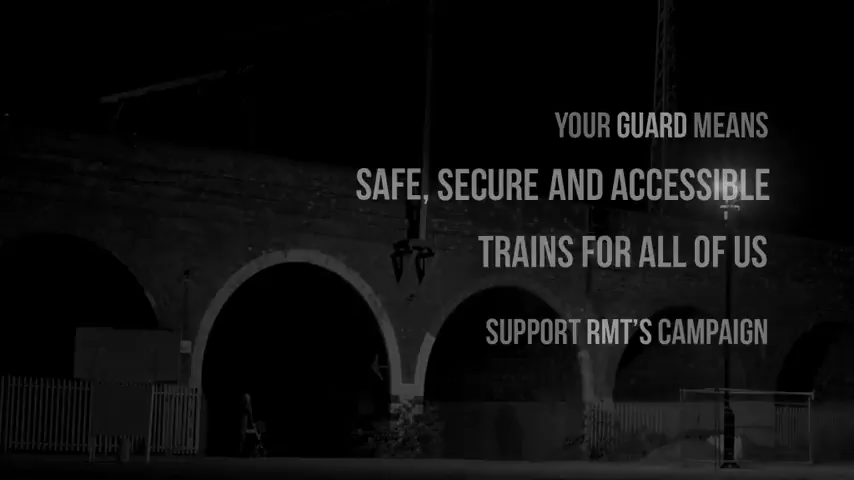 YOUR GUARD MEANS
SAFE, SECURE AND ACCESSIBLE
TRAINS FOR ALL OF US
SUPPORT RMT'S CAMPAIGN